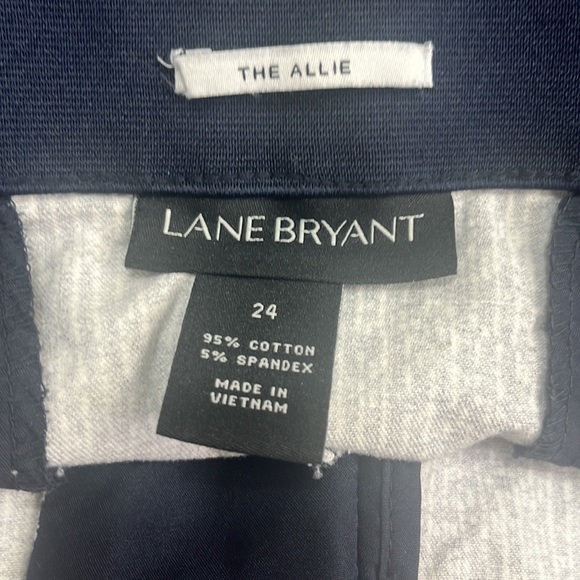 THE ALLIE
LANE BRYANT
24
95% COTTON
5% SPANDEX
MADE IN
VIETNAM